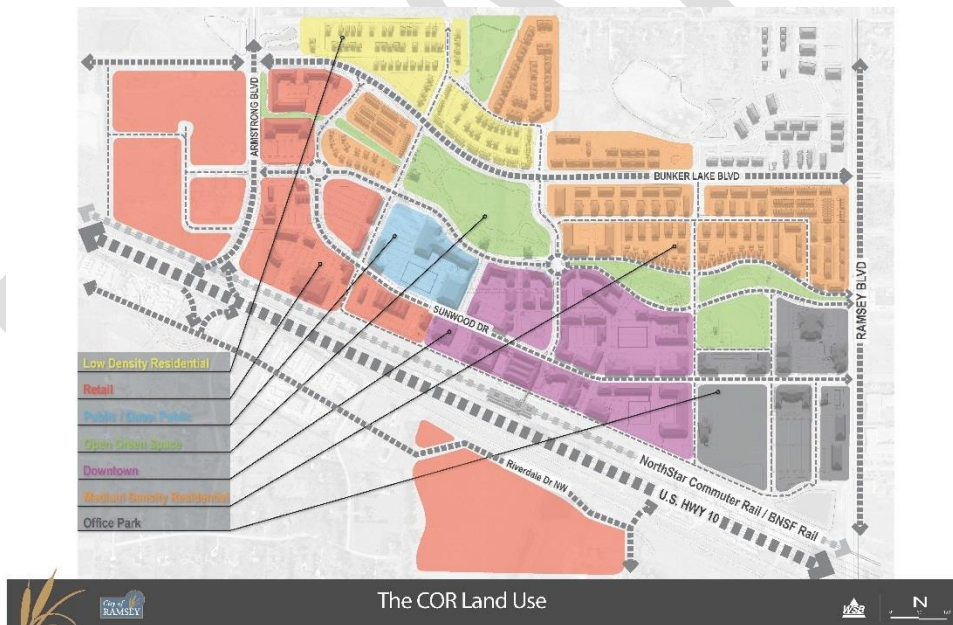 ARMSTRONG BLVD
BUNKER LAKE BLVD
RAMSEY BLVD
SUNWOOD DR
Low Density Residential
Retail
Public / Quasi Public
Open Green Space
Downtown
Medium Density Residential
Office Park
NorthStar Commuter Rail / BNSF Rail
U.S. HWY 10
Riverdale Dr NW
City of
RAMSEY
The COR Land Use
WSB
N